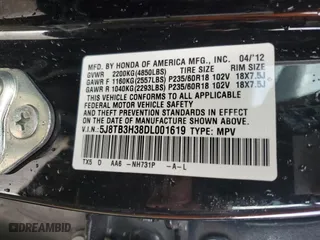 MFD. BY HONDA OF AMERICA MFG., INC. 04/'12
TIRE SIZE RIM SIZE
GVWR 2200KG(4850LBS)
GAWR F 1160KG(2557LBS) P235/60R18 102V 18X7.5J
GAWR R 1040KG(2293LBS) P235/60R18 102V 18X7.5J
THIS VEHICLE CONFORMS TO ALL APPLICABLE
FEDERAL MOTOR VEHICLE SAFETY AND THEFT
PREVENTION STANDARDS IN EFFECT ON THE DATE OF
MANUFACTURE SHOWN ABOVE.
V.I.N.: 5J8TB3H38DL001619 TYPE: MPV
TX5 D AA6 -NH731P -A-L
DREAMBID